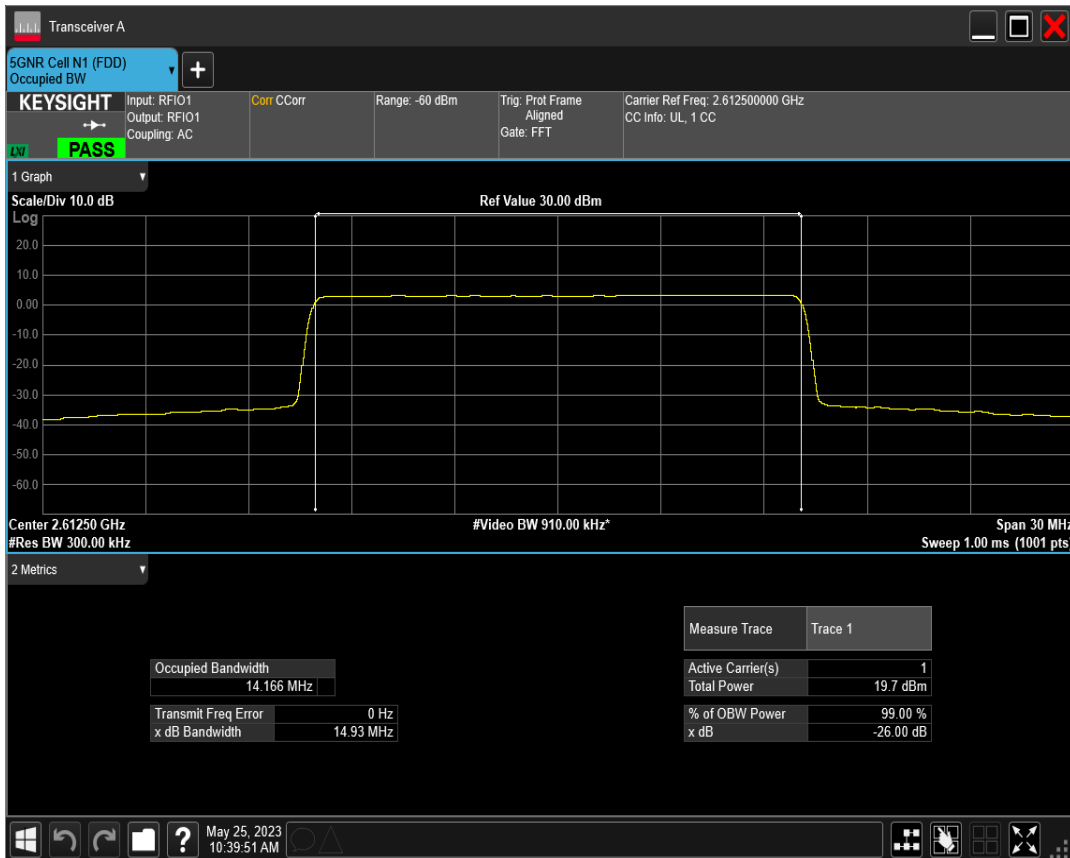 Transceiver A
5GNR Cell N1 (FDD)
Occupied BW
+
KEYSIGHT
LXI
PASS
Input: RFIO1
Output: RFIO1
Coupling: AC
Corr CCorr
Range: -60 dBm
Trig: Prot Frame
Aligned
Gate: FFT
Carrier Ref Freq: 2.612500000 GHz
CC Info: UL, 1 CC
1 Graph
Scale/Div 10.0 dB
Ref Value 30.00 dBm
Log
20.0
10.0
0.00
-10.0
-20.0
-30.0
-40.0
-50.0
-60.0
Center 2.61250 GHz
#Video BW 910.00 kHz*
Span 30 MHz
#Res BW 300.00 kHz
Sweep 1.00 ms (1001 pts)
2 Metrics
Measure Trace Trace 1
Occupied Bandwidth
14.166 MHz
Active Carrier(s) 1
Total Power 19.7 dBm
Transmit Freq Error 0 Hz
x dB Bandwidth 14.93 MHz
% of OBW Power 99.00 %
x dB -26.00 dB
?
May 25, 2023
10:39:51 AM